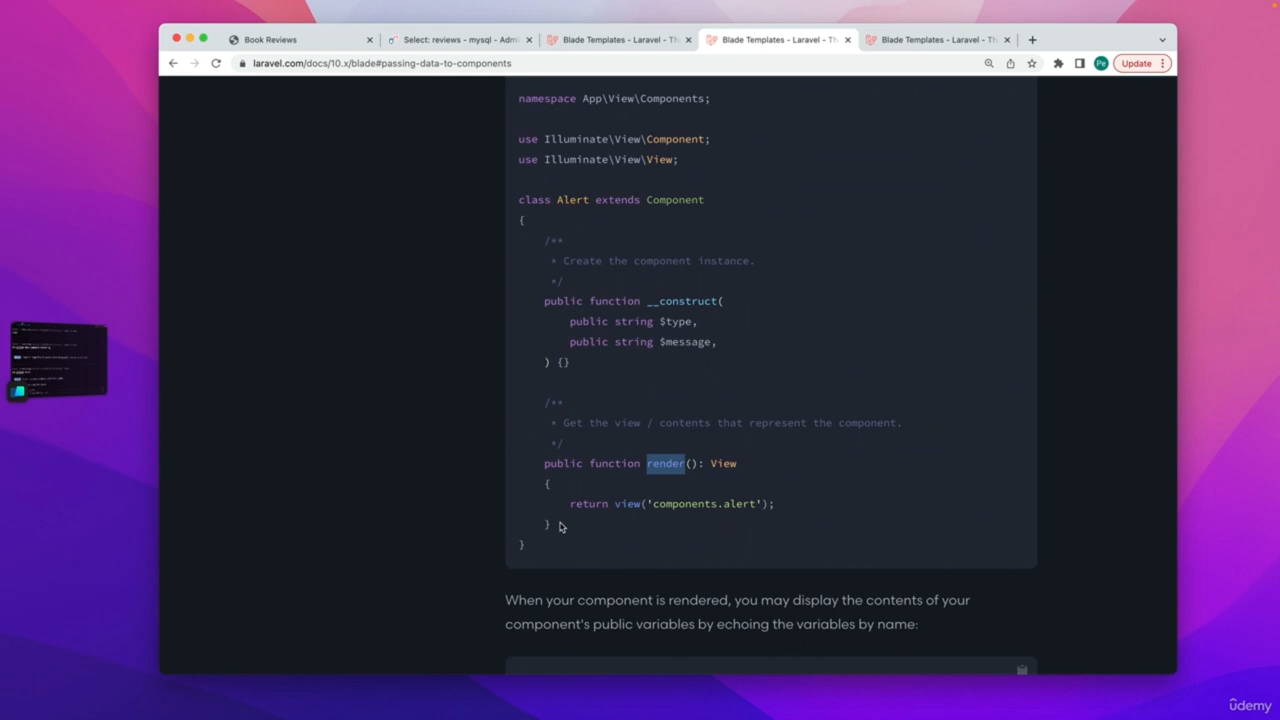 Book Reviews
Select: reviews - mysql - Admi
Blade Templates - Laravel - Th
Blade Templates - Laravel - Th
Blade Templates - Laravel - Th
laravel.com/docs/10.x/blade#passing-data-to-components
Pe
Update
namespace App\View\Components;
use Illuminate\View\Component;
use Illuminate\View\View;
class Alert extends Component
{
/**
* Create the component instance.
*/
public function __construct(
public string $type,
public string $message,
) {}
/**
* Get the view / contents that represent the component.
*/
public function render(): View
{
return view('components.alert');
}
}
When your component is rendered, you may display the contents of your
component's public variables by echoing the variables by name:
ûdemy